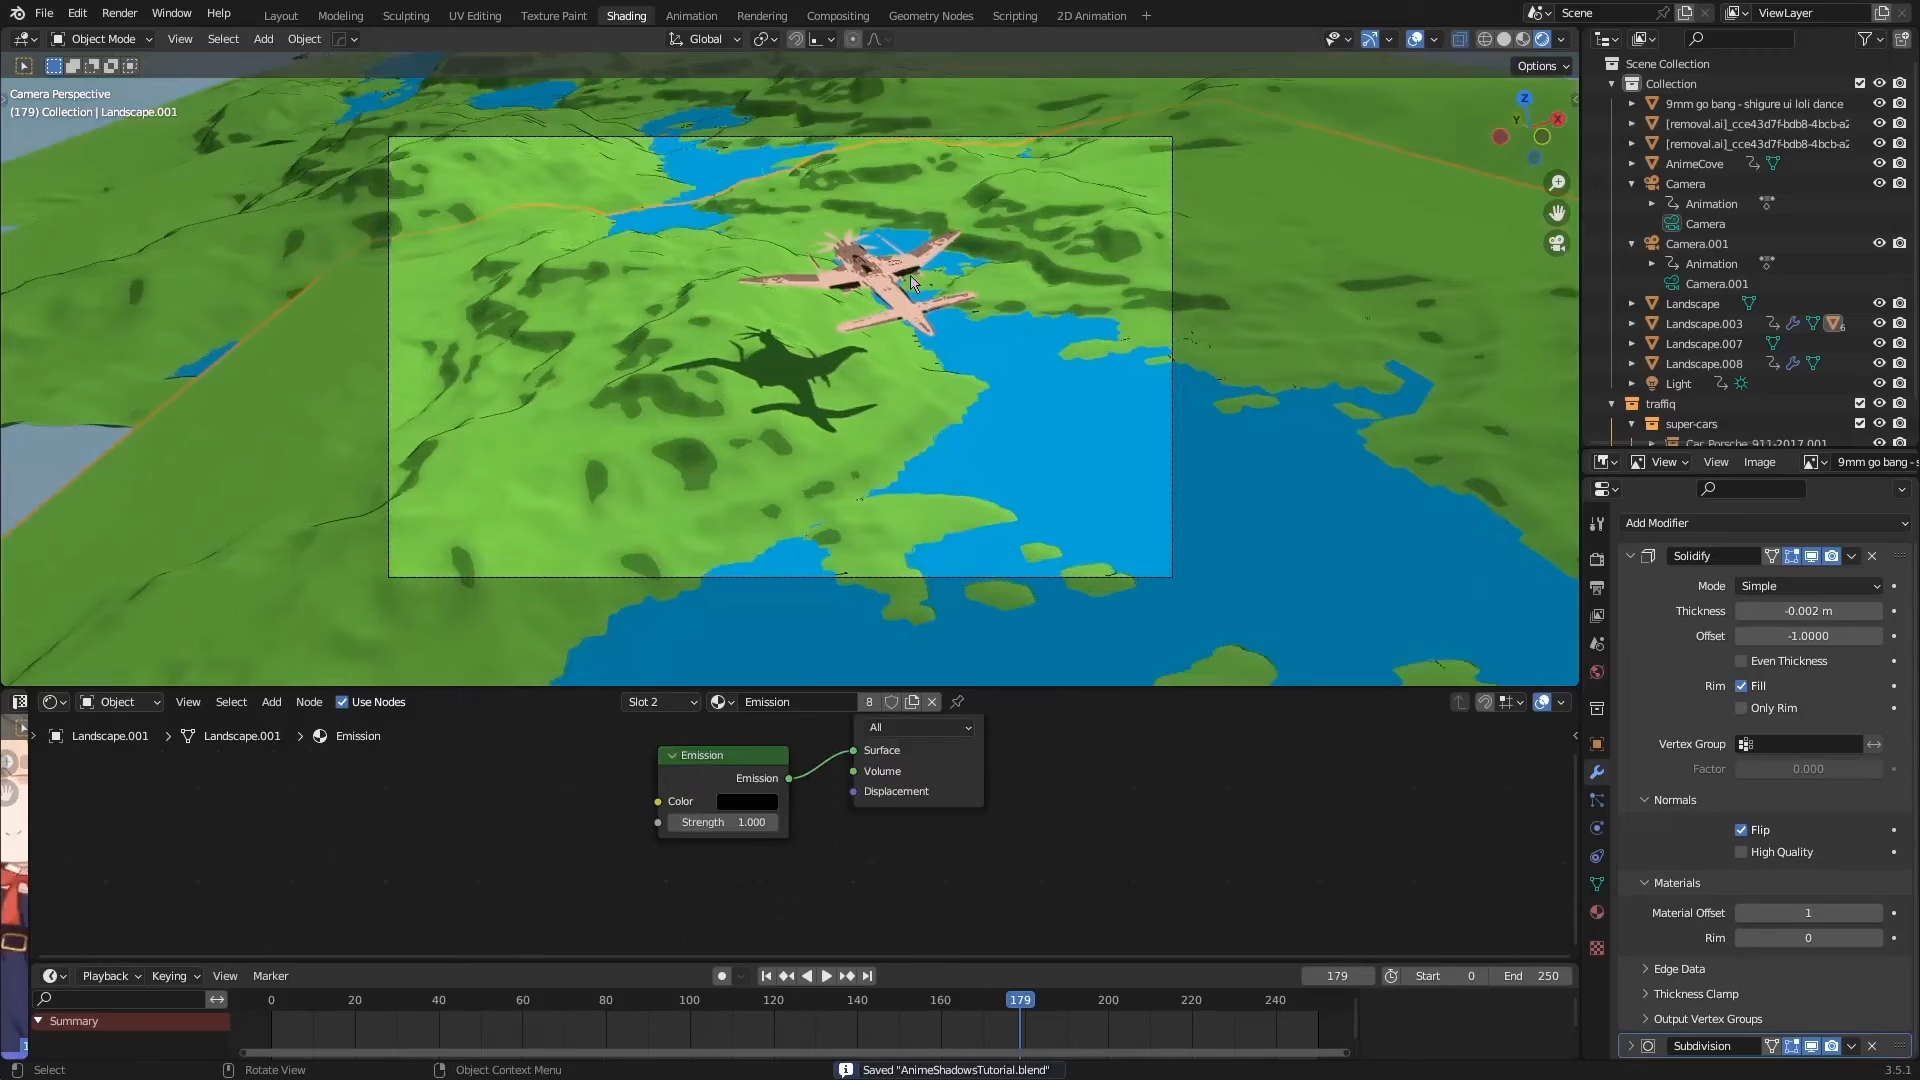 File Edit Render Window Help Layout Modeling Sculpting UV Editing Texture Paint Shading Animation Rendering Compositing Geometry Nodes Scripting 2D Animation + Scene ViewLayer
Object Mode View Select Add Object Global
Options
Camera Perspective
(179) Collection | Landscape.001
Z
X
Y
Scene Collection
Collection
9mm go bang - shigure ui loli dance
[removal.ai]_cce43d7f-bdb8-4bcb-a2
[removal.ai]_cce43d7f-bdb8-4bcb-a2
AnimeCove
Camera
Animation
Camera
Camera.001
Animation
Camera.001
Landscape
Landscape.003 6
Landscape.007
Landscape.008
Light
traffiq
super-cars
Car Porsche 911-2017.001
View View Image 9mm go bang - s
Add Modifier
Solidify
Mode Simple
Thickness -0.002 m
Offset -1.0000
Even Thickness
Rim Fill
Only Rim
Vertex Group
Factor 0.000
Normals
Flip
High Quality
Materials
Material Offset 1
Rim 0
Edge Data
Thickness Clamp
Output Vertex Groups
Subdivision
Object View Select Add Node Use Nodes Slot 2 Emission 8
Landscape.001 > Landscape.001 > Emission
All
Surface
Volume
Displacement
Emission
Emission
Color
Strength 1.000
Playback Keying View Marker 179 Start 0 End 250
0 20 40 60 80 100 120 140 160 179 200 220 240
Summary
1
Select Rotate View Object Context Menu Saved "AnimeShadowsTutorial.blend" 3.5.1